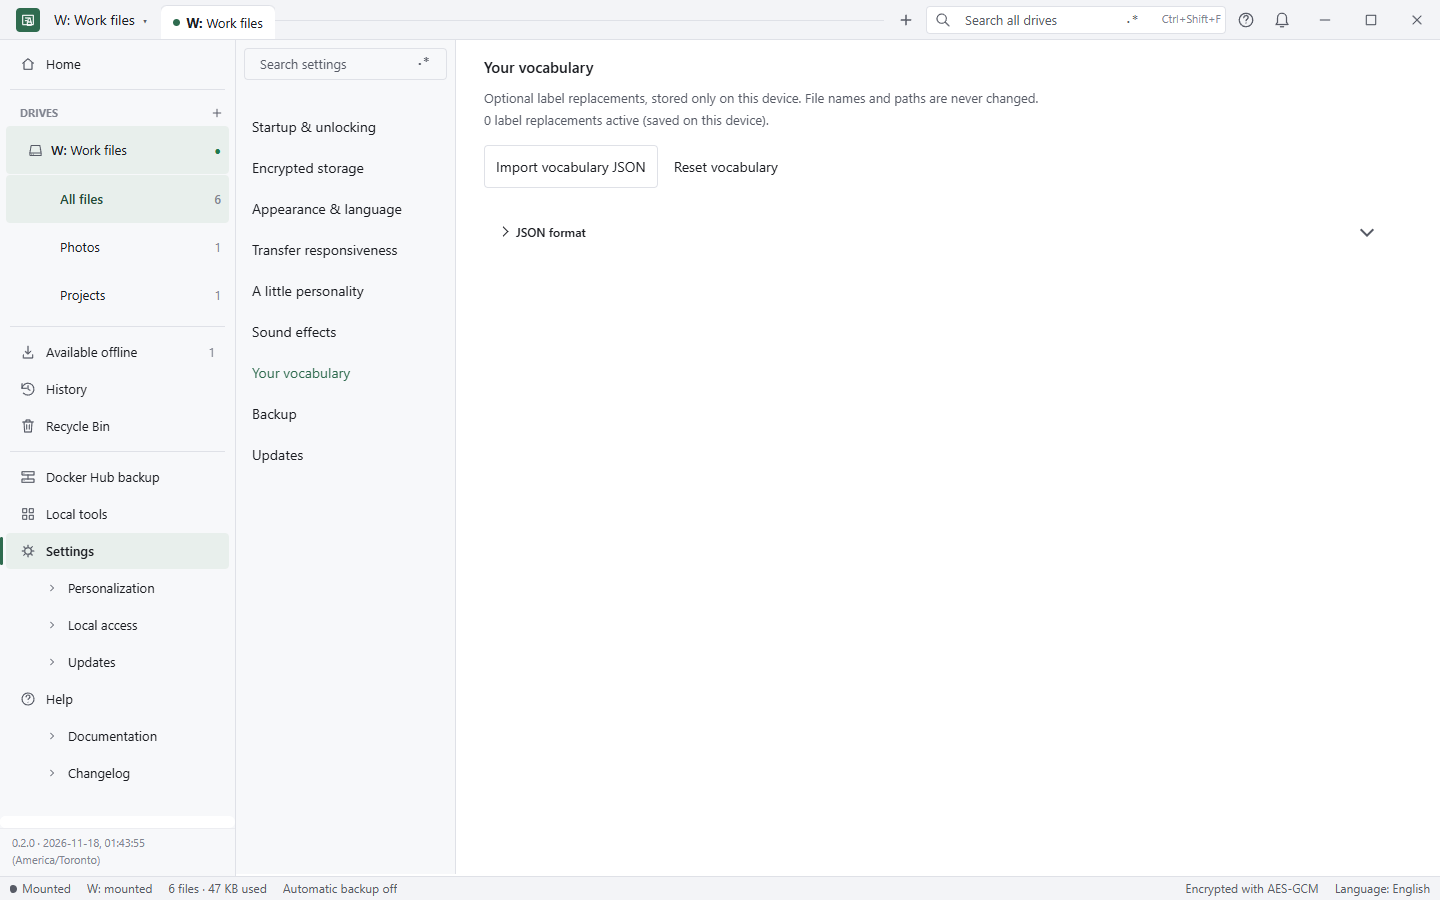 W: Work files
W: Work files
Search all drives
.*
Ctrl+Shift+F
Home
DRIVES
W: Work files
All files 6
Photos 1
Projects 1
Available offline 1
History
Recycle Bin
Docker Hub backup
Local tools
Settings
Personalization
Local access
Updates
Help
Documentation
Changelog
0.2.0 · 2026-11-18, 01:43:55
(America/Toronto)
Search settings .*
Startup & unlocking
Encrypted storage
Appearance & language
Transfer responsiveness
A little personality
Sound effects
Your vocabulary
Backup
Updates
Your vocabulary
Optional label replacements, stored only on this device. File names and paths are never changed.
0 label replacements active (saved on this device).
Import vocabulary JSON
Reset vocabulary
JSON format
Mounted
W: mounted
6 files · 47 KB used
Automatic backup off
Encrypted with AES-GCM
Language: English